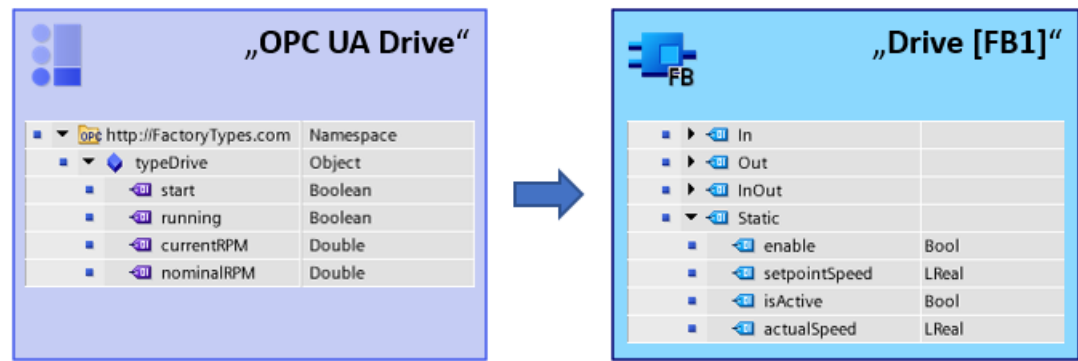 „OPC UA Drive“
OPC http://FactoryTypes.com Namespace
typeDrive Object
start Boolean
running Boolean
currentRPM Double
nominalRPM Double
„Drive [FB1]“
FB
In
Out
InOut
Static
enable Bool
setpointSpeed LReal
isActive Bool
actualSpeed LReal